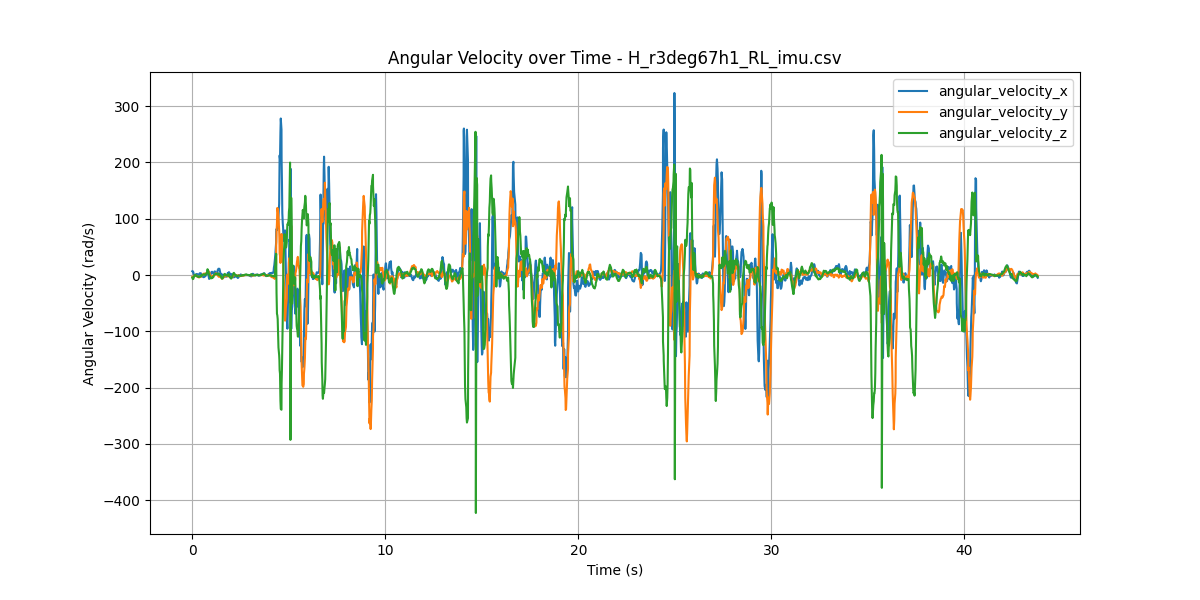 Angular Velocity over Time - H_r3deg67h1_RL_imu.csv
angular_velocity_x
angular_velocity_y
angular_velocity_z
Angular Velocity (rad/s)
300
200
100
0
−100
−200
−300
−400
0 10 20 30 40
Time (s)